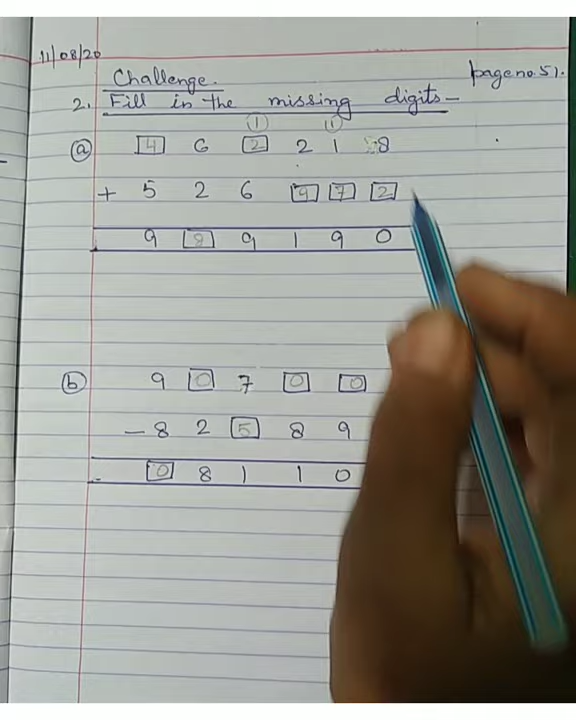 11/08/20
Challenge. page no. 51.
2. Fill in the missing digits-
① ①
ⓐ 4 6 2 2 1 8
+ 5 2 6 9 7 2
9 8 9 1 9 0
ⓑ 9 0 7 0 0
- 8 2 5 8 9
0 8 1 1 0